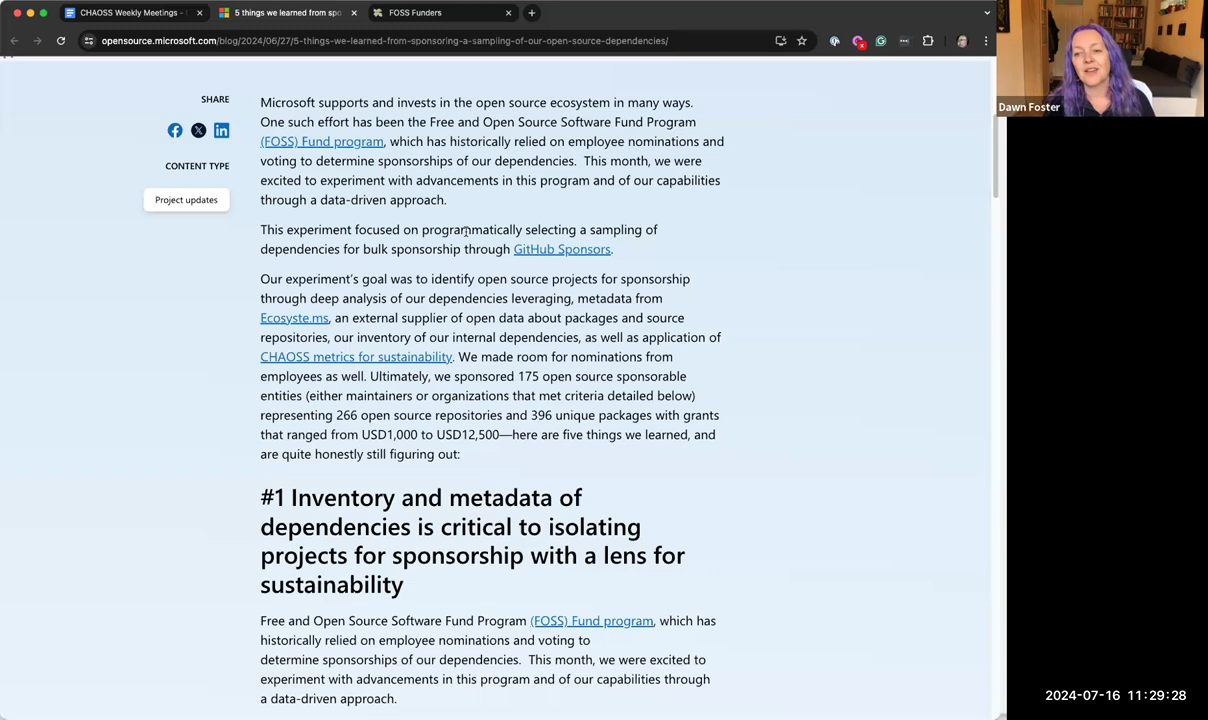 CHAOSS Weekly Meetings -
5 things we learned from spo
FOSS Funders
opensource.microsoft.com/blog/2024/06/27/5-things-we-learned-from-sponsoring-a-sampling-of-our-open-source-dependencies/
Dawn Foster
SHARE
CONTENT TYPE
Project updates
Microsoft supports and invests in the open source ecosystem in many ways.
One such effort has been the Free and Open Source Software Fund Program
(FOSS) Fund program, which has historically relied on employee nominations and
voting to determine sponsorships of our dependencies.  This month, we were
excited to experiment with advancements in this program and of our capabilities
through a data-driven approach.
This experiment focused on programmatically selecting a sampling of
dependencies for bulk sponsorship through GitHub Sponsors.
Our experiment's goal was to identify open source projects for sponsorship
through deep analysis of our dependencies leveraging, metadata from
Ecosyste.ms, an external supplier of open data about packages and source
repositories, our inventory of our internal dependencies, as well as application of
CHAOSS metrics for sustainability. We made room for nominations from
employees as well. Ultimately, we sponsored 175 open source sponsorable
entities (either maintainers or organizations that met criteria detailed below)
representing 266 open source repositories and 396 unique packages with grants
that ranged from USD1,000 to USD12,500—here are five things we learned, and
are quite honestly still figuring out:
#1 Inventory and metadata of
dependencies is critical to isolating
projects for sponsorship with a lens for
sustainability
Free and Open Source Software Fund Program (FOSS) Fund program, which has
historically relied on employee nominations and voting to
determine sponsorships of our dependencies.  This month, we were excited to
experiment with advancements in this program and of our capabilities through
a data-driven approach.
2024-07-16 11:29:28